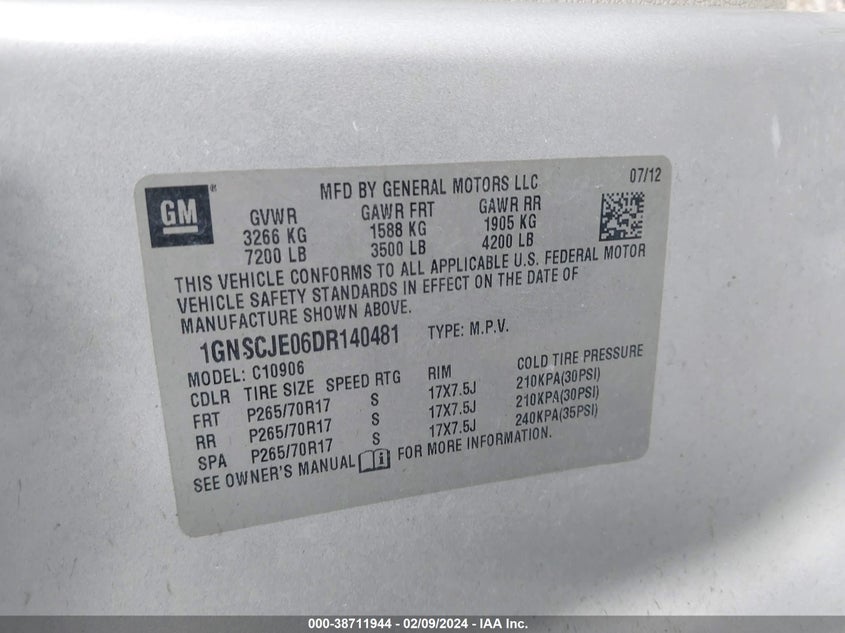 MFD BY GENERAL MOTORS LLC 07/12
GM®
GVWR GAWR FRT GAWR RR
3266 KG 1588 KG 1905 KG
7200 LB 3500 LB 4200 LB
THIS VEHICLE CONFORMS TO ALL APPLICABLE U.S. FEDERAL MOTOR
VEHICLE SAFETY STANDARDS IN EFFECT ON THE DATE OF
MANUFACTURE SHOWN ABOVE.
1GNSCJE06DR140481 TYPE: M.P.V.
MODEL: C10906
CDLR TIRE SIZE SPEED RTG RIM COLD TIRE PRESSURE
FRT P265/70R17 S 17X7.5J 210KPA(30PSI)
RR P265/70R17 S 17X7.5J 210KPA(30PSI)
SPA P265/70R17 S 17X7.5J 240KPA(35PSI)
SEE OWNER'S MANUAL FOR MORE INFORMATION.
000-38711944 - 02/09/2024 - IAA Inc.